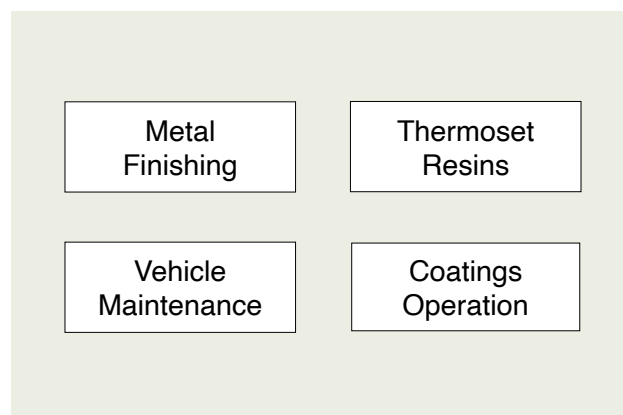 Metal
Finishing
Thermoset
Resins
Vehicle
Maintenance
Coatings
Operation